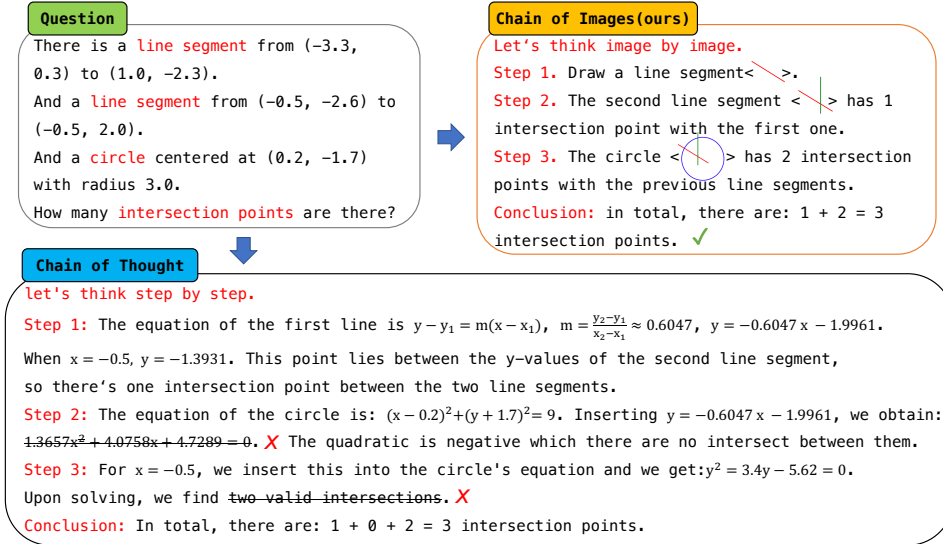 Question
There is a line segment from (-3.3,
0.3) to (1.0, -2.3).
And a line segment from (-0.5, -2.6) to
(-0.5, 2.0).
And a circle centered at (0.2, -1.7)
with radius 3.0.
How many intersection points are there?
Chain of Images(ours)
Let's think image by image.
Step 1. Draw a line segment< >.
Step 2. The second line segment < > has 1
intersection point with the first one.
Step 3. The circle < > has 2 intersection
points with the previous line segments.
Conclusion: in total, there are: 1 + 2 = 3
intersection points. ✓
Chain of Thought
let's think step by step.
Step 1: The equation of the first line is y − y₁ = m(x − x₁), m = (y₂−y₁)/(x₂−x₁) ≈ 0.6047, y = −0.6047 x − 1.9961.
When x = −0.5, y = −1.3931. This point lies between the y-values of the second line segment,
so there's one intersection point between the two line segments.
Step 2: The equation of the circle is: (x − 0.2)²+(y + 1.7)²= 9. Inserting y = −0.6047 x − 1.9961, we obtain:
1.3657x² + 4.0758x + 4.7289 = 0. X The quadratic is negative which there are no intersect between them.
Step 3: For x = −0.5, we insert this into the circle's equation and we get:y² = 3.4y − 5.62 = 0.
Upon solving, we find two valid intersections. X
Conclusion: In total, there are: 1 + 0 + 2 = 3 intersection points.